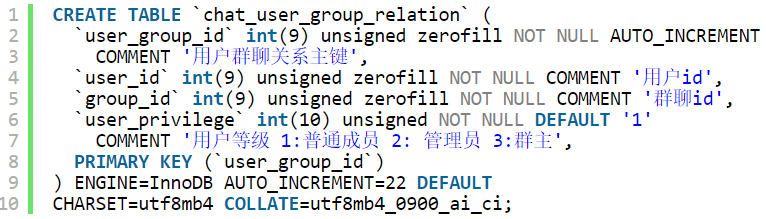 1 CREATE TABLE `chat_user_group_relation` (
2 `user_group_id` int(9) unsigned zerofill NOT NULL AUTO_INCREMENT
3 COMMENT '用户群聊关系主键',
4 `user_id` int(9) unsigned zerofill NOT NULL COMMENT '用户id',
5 `group_id` int(9) unsigned zerofill NOT NULL COMMENT '群聊id',
6 `user_privilege` int(10) unsigned NOT NULL DEFAULT '1'
7 COMMENT '用户等级 1:普通成员 2: 管理员 3:群主',
8 PRIMARY KEY (`user_group_id`)
9 ) ENGINE=InnoDB AUTO_INCREMENT=22 DEFAULT
10 CHARSET=utf8mb4 COLLATE=utf8mb4_0900_ai_ci;